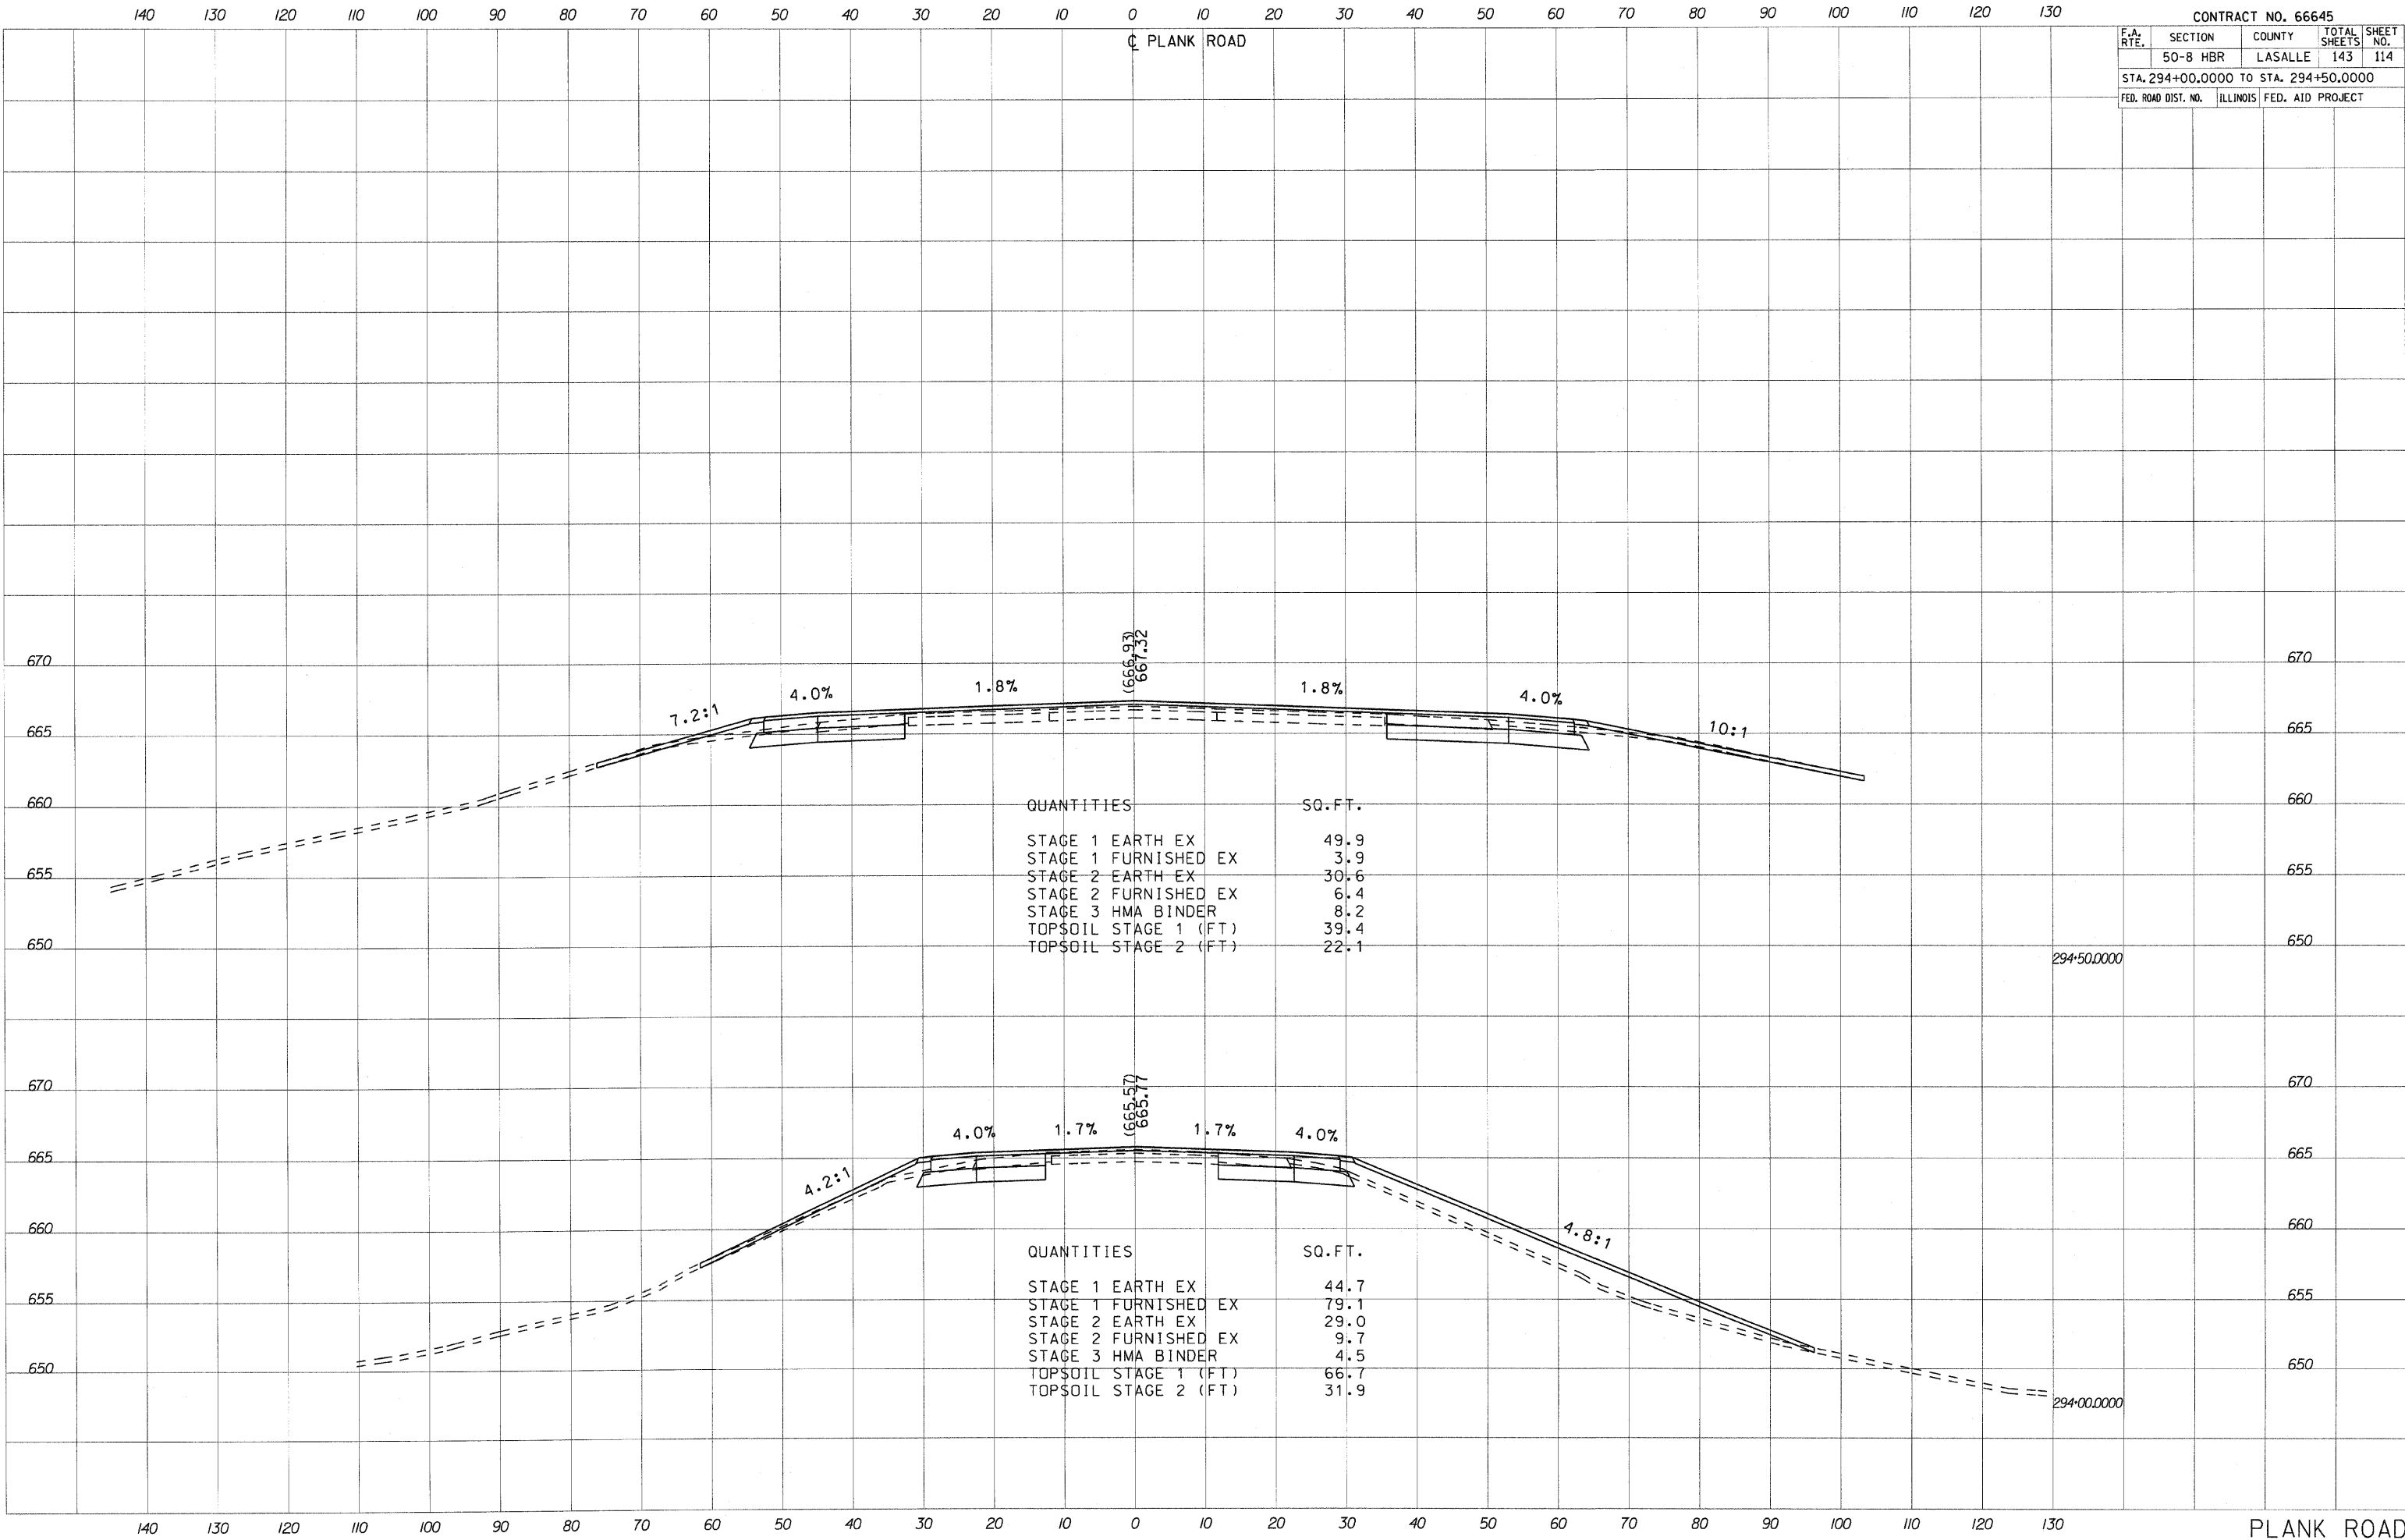 140 130 120 110 100 90 80 70 60 50 40 30 20 10 0 10 20 30 40 50 60 70 80 90 100 110 120 130
CONTRACT NO. 66645
F.A. RTE. SECTION COUNTY TOTAL SHEETS SHEET NO.
50-8 HBR LASALLE 143 114
STA. 294+00.0000 TO STA. 294+50.0000
FED. ROAD DIST. NO. ILLINOIS FED. AID PROJECT
℄ PLANK ROAD
(666.93)
667.32
670 670
7.2:1 4.0% 1.8% 1.8% 4.0% 10:1
665 665
660 660
QUANTITIES SQ.FT.
STAGE 1 EARTH EX 49.9
STAGE 1 FURNISHED EX 3.9
STAGE 2 EARTH EX 30.6
STAGE 2 FURNISHED EX 6.4
STAGE 3 HMA BINDER 8.2
TOPSOIL STAGE 1 (FT) 39.4
TOPSOIL STAGE 2 (FT) 22.1
655 655
650 650
294+50.0000
670 670
(665.57)
665.77
4.2:1 4.0% 1.7% 1.7% 4.0% 4.8:1
665 665
660 660
QUANTITIES SQ.FT.
STAGE 1 EARTH EX 44.7
STAGE 1 FURNISHED EX 79.1
STAGE 2 EARTH EX 29.0
STAGE 2 FURNISHED EX 9.7
STAGE 3 HMA BINDER 4.5
TOPSOIL STAGE 1 (FT) 66.7
TOPSOIL STAGE 2 (FT) 31.9
655 655
650 650
294+00.0000
140 130 120 110 100 90 80 70 60 50 40 30 20 10 0 10 20 30 40 50 60 70 80 90 100 110 120 130
PLANK ROAD